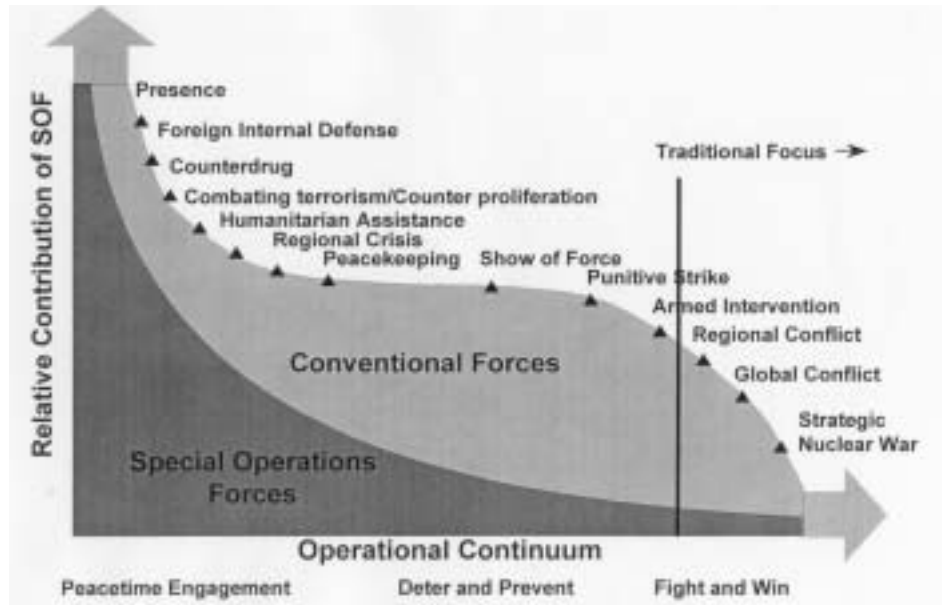 Relative Contribution of SOF
Presence
Foreign Internal Defense
Counterdrug
Combating terrorism/Counter proliferation
Humanitarian Assistance
Regional Crisis
Peacekeeping
Show of Force
Punitive Strike
Armed Intervention
Traditional Focus →
Regional Conflict
Global Conflict
Strategic
Nuclear War
Conventional Forces
Special Operations
Forces
Operational Continuum
Peacetime Engagement
Deter and Prevent
Fight and Win